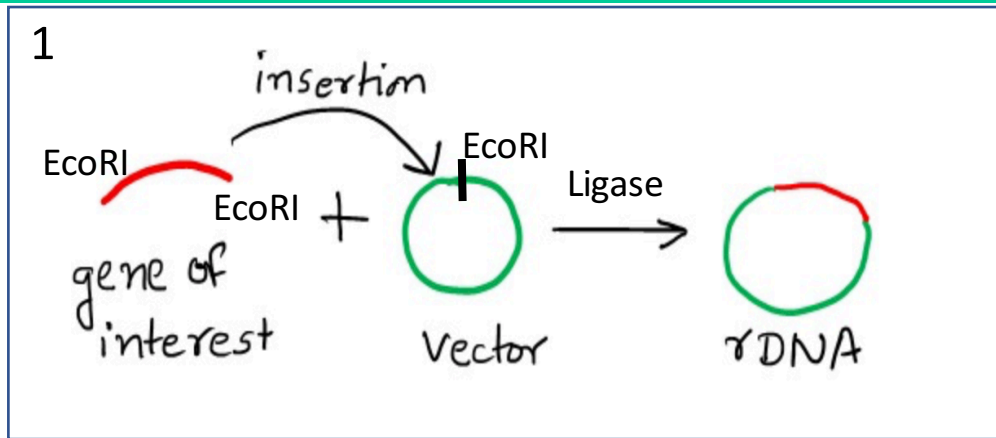 1
insertion
EcoRI
EcoRI
EcoRI
Ligase
+
gene of
interest
vector
rDNA